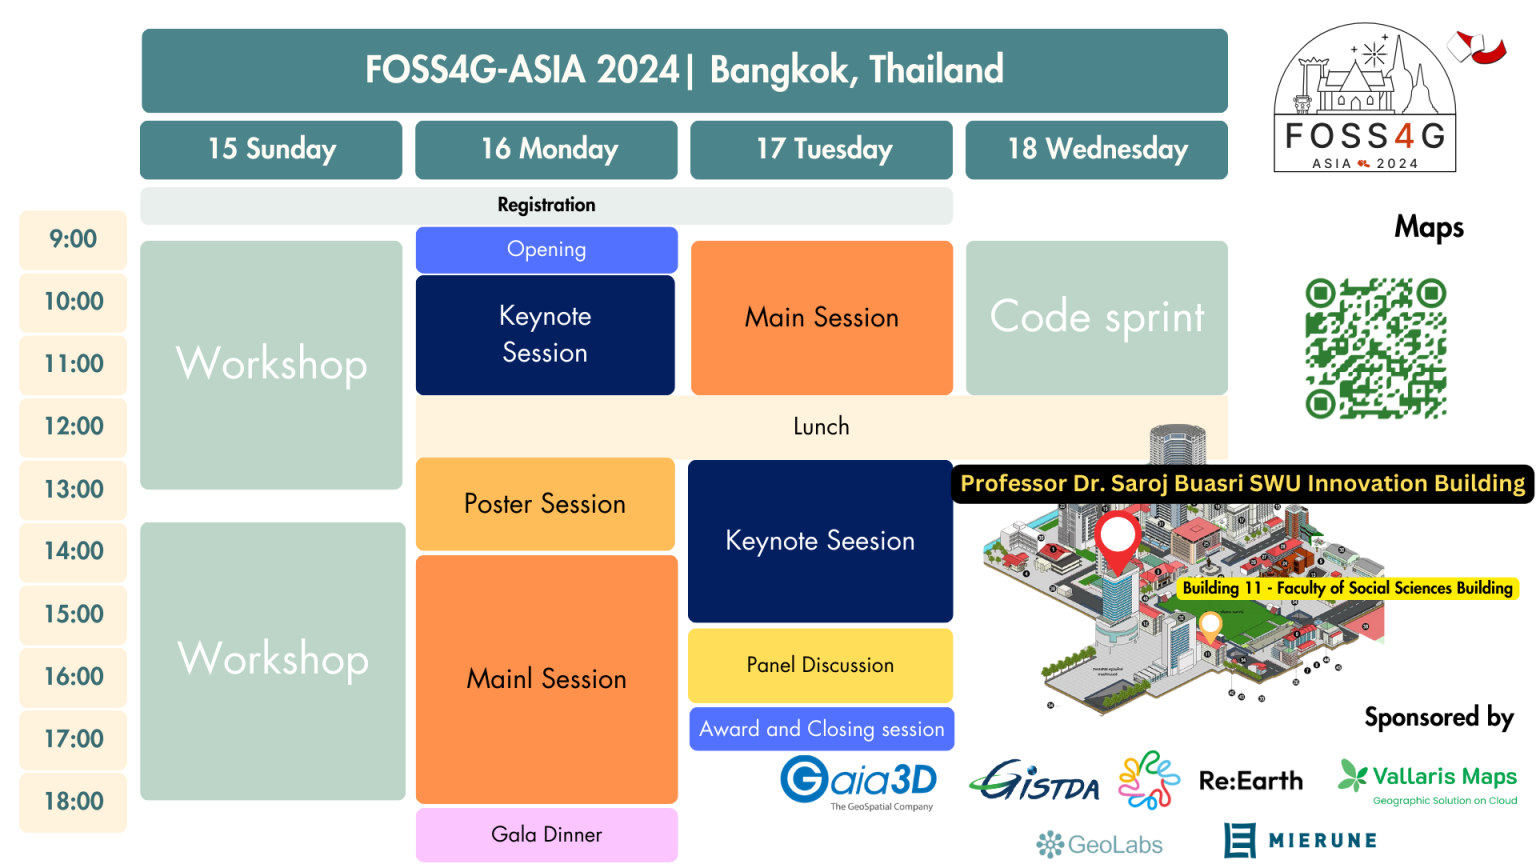 FOSS4G-ASIA 2024| Bangkok, Thailand
15 Sunday
16 Monday
17 Tuesday
18 Wednesday
FOSS4G
ASIA 2024
Registration
Maps
9:00
10:00
11:00
12:00
13:00
14:00
15:00
16:00
17:00
18:00
Workshop
Workshop
Opening
Keynote
Session
Main Session
Code sprint
Lunch
Poster Session
Mainl Session
Gala Dinner
Keynote Seesion
Panel Discussion
Award and Closing session
Professor Dr. Saroj Buasri SWU Innovation Building
Building 11 - Faculty of Social Sciences Building
Sponsored by
Gaia3D
The GeoSpatial Company
GISTDA
Re:Earth
Vallaris Maps
Geographic Solution on Cloud
GeoLabs
MIERUNE